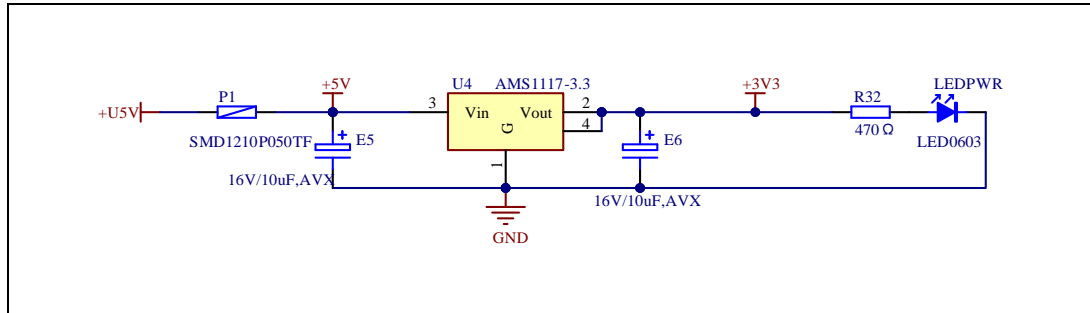 U4
AMS1117-3.3
+5V
+3V3
LEDPWR
P1
R32
+U5V
3
Vin
Vout
2
4
G
1
SMD1210P050TF
E5
E6
470Ω
LED0603
16V/10uF,AVX
16V/10uF,AVX
GND